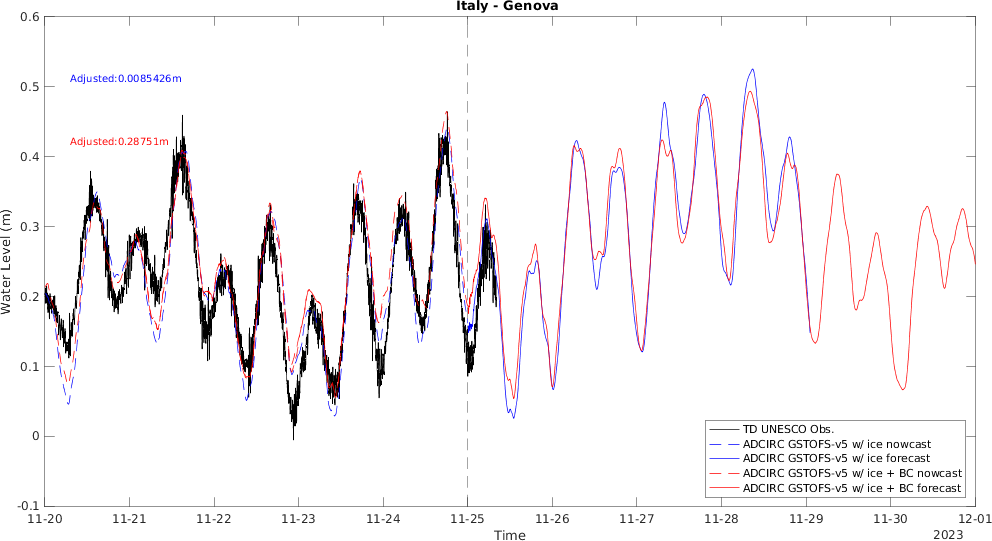 Italy - Genova
0.6
0.5
0.4
0.3
0.2
0.1
0
-0.1
Water Level (m)
Adjusted:0.0085426m
Adjusted:0.28751m
TD UNESCO Obs.
ADCIRC GSTOFS-v5 w/ ice nowcast
ADCIRC GSTOFS-v5 w/ ice forecast
ADCIRC GSTOFS-v5 w/ ice + BC nowcast
ADCIRC GSTOFS-v5 w/ ice + BC forecast
11-20 11-21 11-22 11-23 11-24 11-25 11-26 11-27 11-28 11-29 11-30 12-01
Time
2023